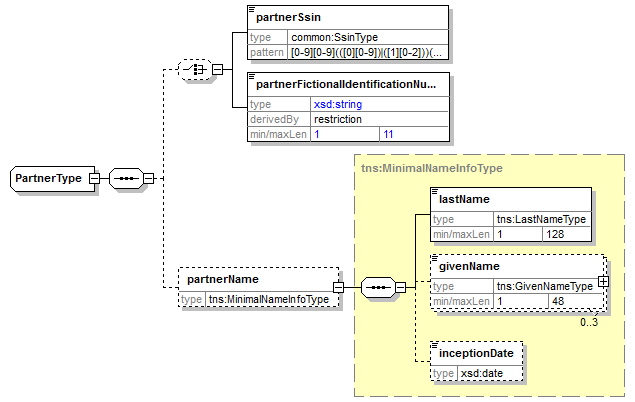 partnerSsin
type common:SsinType
pattern [0-9][0-9](([0][0-9])|([1][0-2]))(...
partnerFictionalIdentificationNu...
type xsd:string
derivedBy restriction
min/maxLen 1 11
PartnerType
tns:MinimalNameInfoType
lastName
type tns:LastNameType
min/maxLen 1 128
partnerName
type tns:MinimalNameInfoType
givenName
type tns:GivenNameType
min/maxLen 1 48
0..3
inceptionDate
type xsd:date